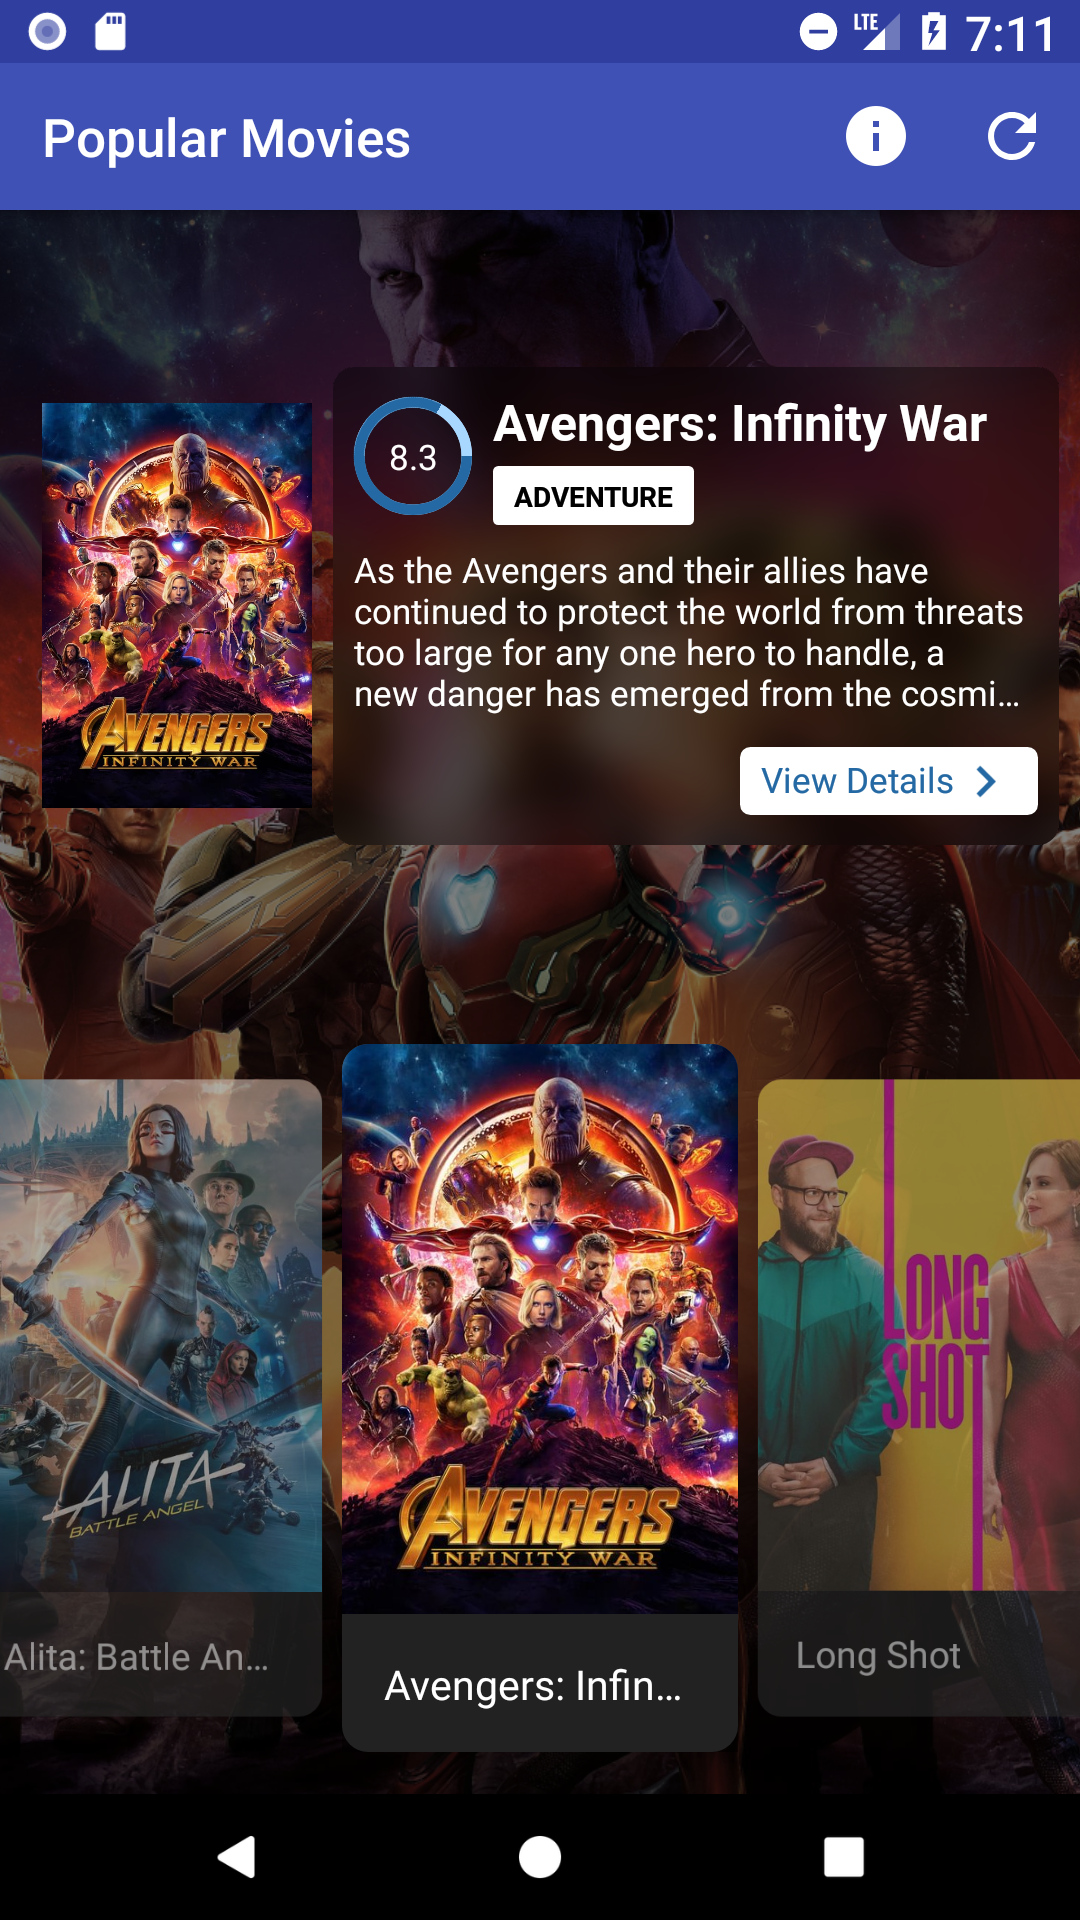 LTE 7:11
Popular Movies
8.3
Avengers: Infinity War
ADVENTURE
As the Avengers and their allies have
continued to protect the world from threats
too large for any one hero to handle, a
new danger has emerged from the cosmi…
View Details
AVENGERS
INFINITY WAR
ALITA
BATTLE ANGEL
Alita: Battle An…
AVENGERS
INFINITY WAR
Avengers: Infin…
LONG
SHOT
Long Shot